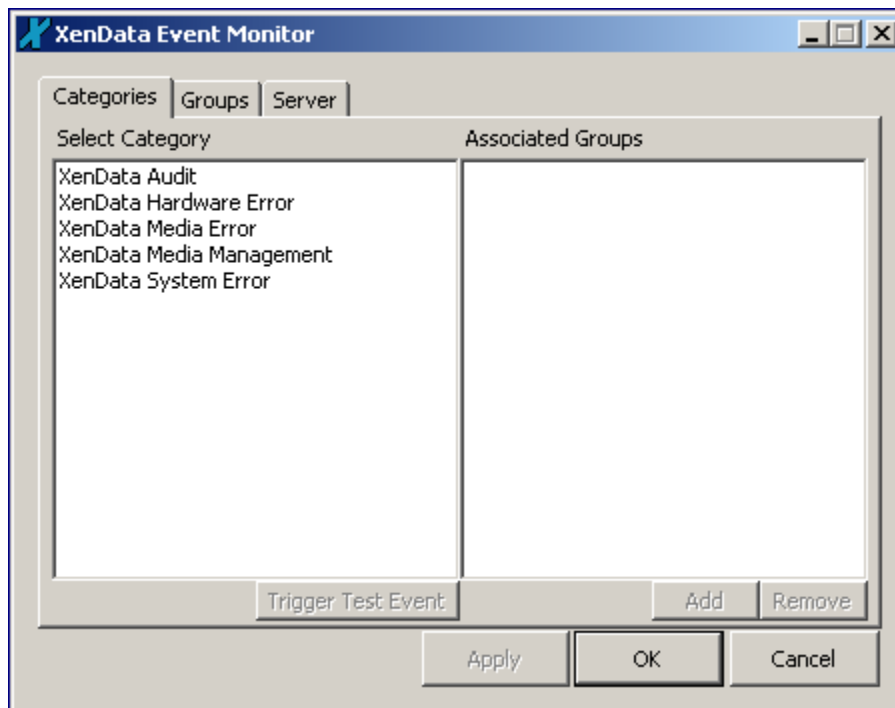 XenData Event Monitor
Categories Groups Server
Select Category Associated Groups
XenData Audit
XenData Hardware Error
XenData Media Error
XenData Media Management
XenData System Error
Trigger Test Event Add Remove
Apply OK Cancel